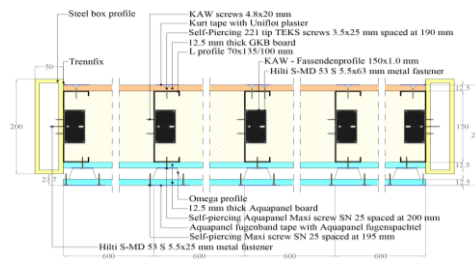 Steel box profile
KAW screws 4.8x20 mm
Kurt tape with Uniflot plaster
Self-Piercing 221 tip TEKS screws 3.5x25 mm spaced at 190 mm
12.5 mm thick GKB board
L profile 70x135/100 mm
Trennfix
KAW - Fassendenprofile 150x1.0 mm
Hilti S-MD 53 S 5.5x63 mm metal fastener
50
200
12.5
150
12.5
12.5
Omega profile
12.5 mm thick Aquapanel board
Self-piercing Aquapanel Maxi screw SN 25 spaced at 200 mm
Aquapanel fugenband tape with Aquapanel fugenspachtel
Self-piercing Maxi screw SN 25 spaced at 195 mm
Hilti S-MD 53 S 5.5x25 mm metal fastener
600
600
600
600